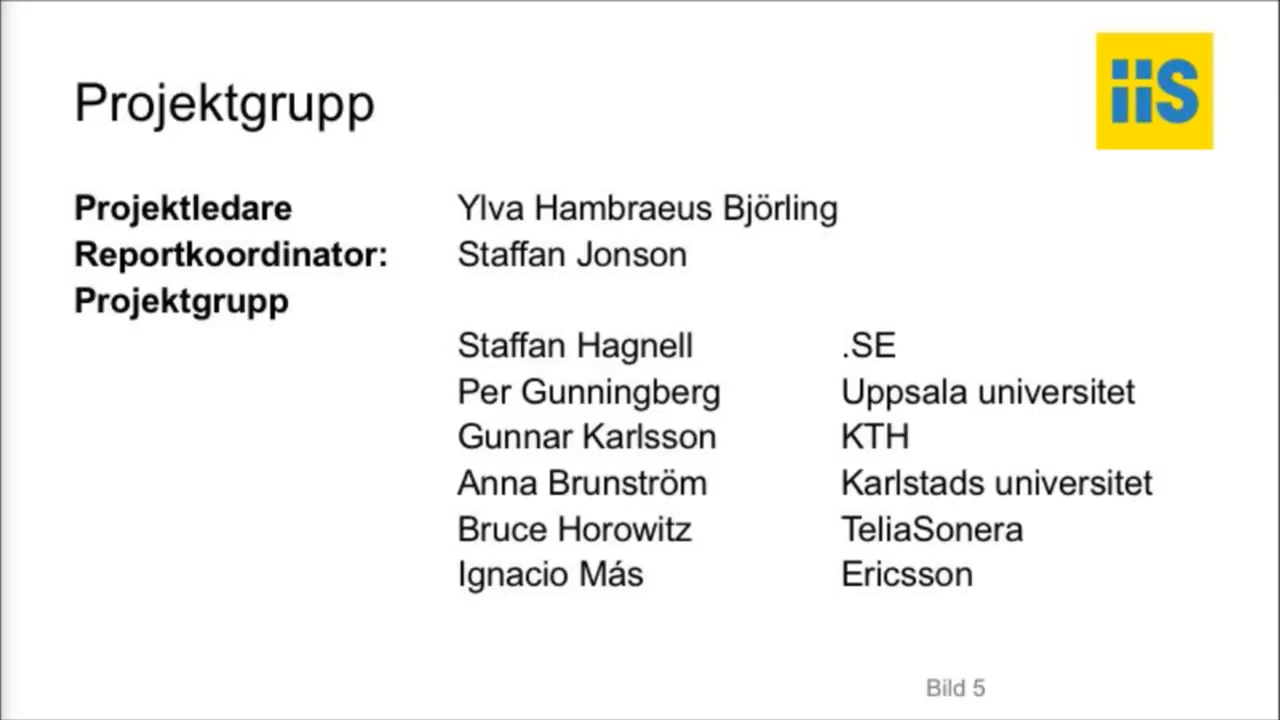 Projektgrupp
iis
Projektledare Ylva Hambraeus Björling
Reportkoordinator: Staffan Jonson
Projektgrupp
Staffan Hagnell .SE
Per Gunningberg Uppsala universitet
Gunnar Karlsson KTH
Anna Brunström Karlstads universitet
Bruce Horowitz TeliaSonera
Ignacio Más Ericsson
Bild 5